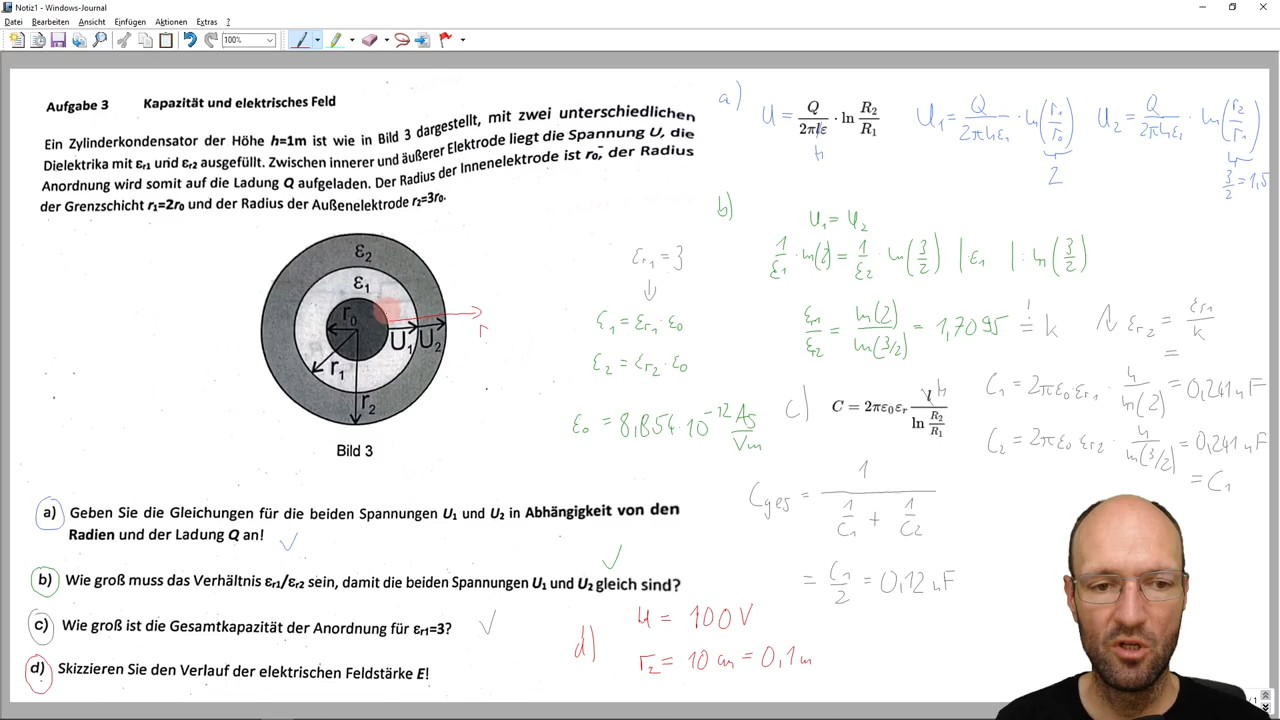 Notiz1 - Windows-Journal
Datei Bearbeiten Ansicht Einfügen Aktionen Extras ?
100%
Aufgabe 3 Kapazität und elektrisches Feld
Ein Zylinderkondensator der Höhe h=1m ist wie in Bild 3 dargestellt, mit zwei unterschiedlichen
Dielektrika mit εr1 und εr2 ausgefüllt. Zwischen innerer und äußerer Elektrode liegt die Spannung U, die
Anordnung wird somit auf die Ladung Q aufgeladen. Der Radius der Innenelektrode ist r₀, der Radius
der Grenzschicht r₁=2r₀ und der Radius der Außenelektrode r₂=3r₀.
ε₂
ε₁
r₀
U₁ U₂
r
r₁
r₂
Bild 3
a) Geben Sie die Gleichungen für die beiden Spannungen U₁ und U₂ in Abhängigkeit von den
Radien und der Ladung Q an! ✓
b) Wie groß muss das Verhältnis εr1/εr2 sein, damit die beiden Spannungen U₁ und U₂ gleich sind? ✓
c) Wie groß ist die Gesamtkapazität der Anordnung für εr1=3? ✓
d) Skizzieren Sie den Verlauf der elektrischen Feldstärke E!
a) U = Q / 2πlε · ln R₂/R₁
h
U₁ = Q / 2πhε₁ · ln(r₁/r₀)
2
U₂ = Q / 2πhε₂ · ln(r₂/r₁)
3/2 = 1,5
b) U₁ = U₂
1/ε₁ · ln(2) = 1/ε₂ · ln(3/2) | · ε₁ | : ln(3/2)
εr1/εr2 = ln(2)/ln(3/2) = 1,7095 ≟ k
εr2 = εr1/k
=
εr1 = 3
↓
ε₁ = εr1 · ε₀
ε₂ = εr2 · ε₀
ε₀ = 8,854 · 10⁻¹² As/Vm
c) C = 2πε₀εr l / ln R₂/R₁
h
C₁ = 2πε₀ · εr1 · h/ln(2) = 0,241 nF
C₂ = 2πε₀ εr2 · h/ln(3/2) = 0,241 nF
= C₁
Cges = 1 / (1/C₁ + 1/C₂)
= C₁/2 = 0,12 nF
d) U = 100 V
r₂ = 10 cm = 0,1 m